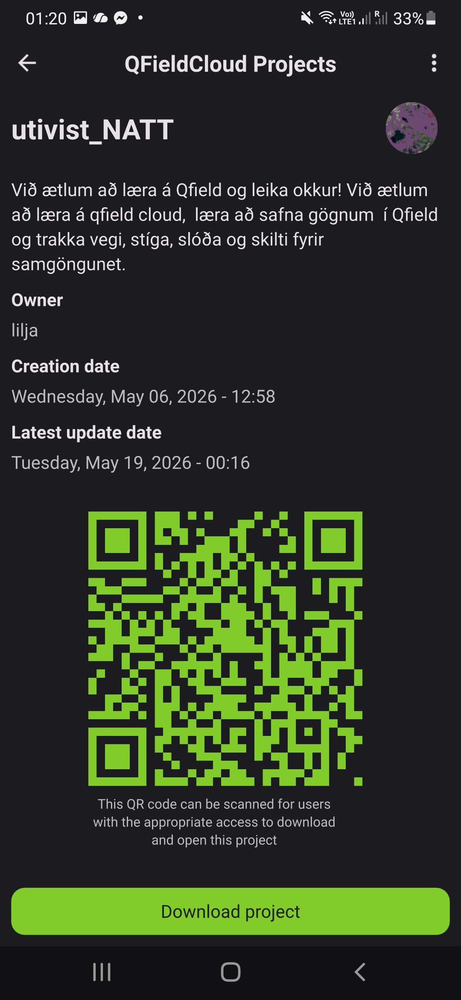 01:20
Vo))
LTE1
R
33%
QFieldCloud Projects
utivist_NATT
Við ætlum að læra á Qfield og leika okkur! Við ætlum
að læra á qfield cloud,  læra að safna gögnum  í Qfield
og trakka vegi, stíga, slóða og skilti fyrir
samgöngunet.
Owner
lilja
Creation date
Wednesday, May 06, 2026 - 12:58
Latest update date
Tuesday, May 19, 2026 - 00:16
This QR code can be scanned for users
with the appropriate access to download
and open this project
Download project